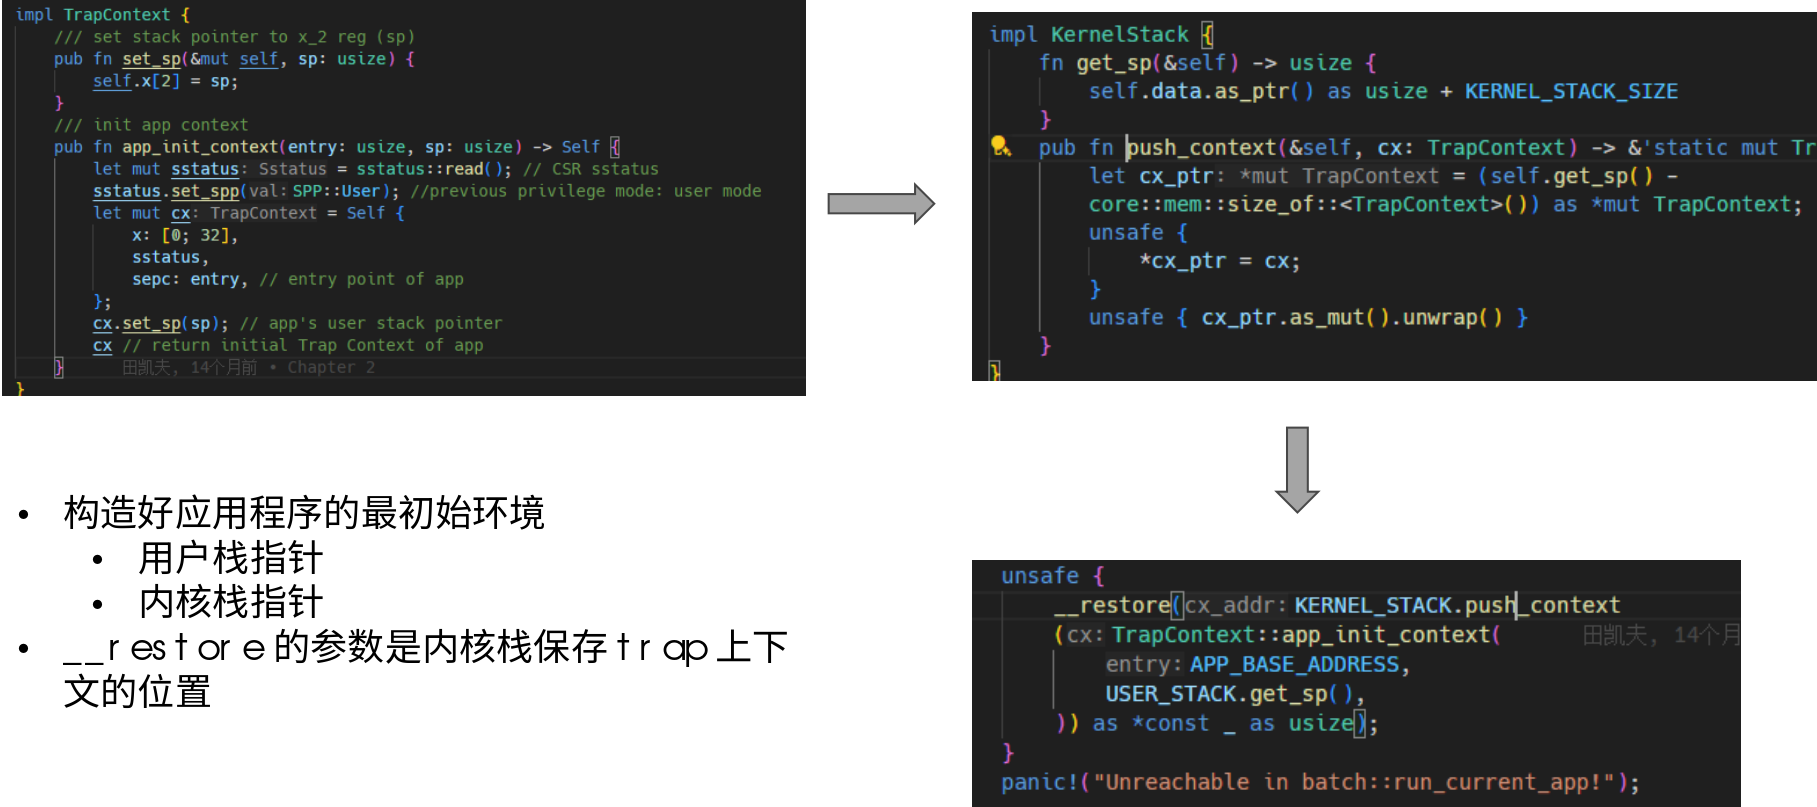 impl TrapContext {
/// set stack pointer to x_2 reg (sp)
pub fn set_sp(&mut self, sp: usize) {
self.x[2] = sp;
}
/// init app context
pub fn app_init_context(entry: usize, sp: usize) -> Self {
let mut sstatus: Sstatus = sstatus::read(); // CSR sstatus
sstatus.set_spp(val: SPP::User); //previous privilege mode: user mode
let mut cx: TrapContext = Self {
x: [0; 32],
sstatus,
sepc: entry, // entry point of app
};
cx.set_sp(sp); // app's user stack pointer
cx // return initial Trap Context of app
} 田凯夫, 14个月前 • Chapter 2
}
impl KernelStack {
fn get_sp(&self) -> usize {
self.data.as_ptr() as usize + KERNEL_STACK_SIZE
}
pub fn push_context(&self, cx: TrapContext) -> &'static mut Tr
let cx_ptr: *mut TrapContext = (self.get_sp() -
core::mem::size_of::<TrapContext>()) as *mut TrapContext;
unsafe {
*cx_ptr = cx;
}
unsafe { cx_ptr.as_mut().unwrap() }
}
}
• 构造好应用程序的最初始环境
• 用户栈指针
• 内核栈指针
• __restore的参数是内核栈保存trap上下
文的位置
unsafe {
__restore(cx_addr: KERNEL_STACK.push_context
(cx: TrapContext::app_init_context( 田凯夫, 14个月
entry: APP_BASE_ADDRESS,
USER_STACK.get_sp(),
)) as *const _ as usize);
}
panic!("Unreachable in batch::run_current_app!");